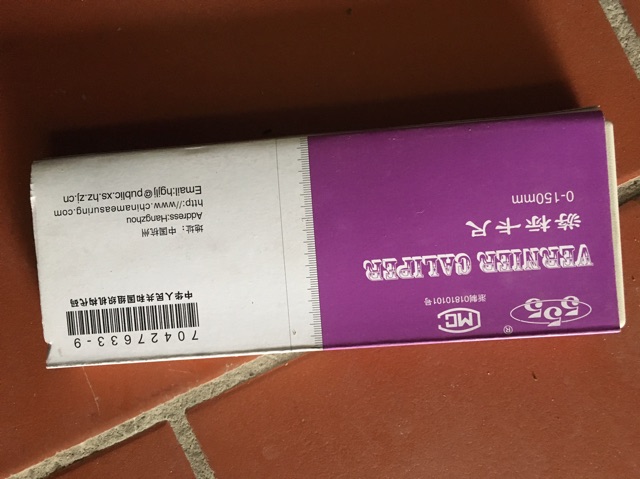 555
®
MC
浙制01810101号
VERNIER CALIPER
游标卡尺
0-150mm
70427633-9
中华人民共和国组织机构代码
地址：中国杭州
Address:Hangzhou
http://www.chinameasuring.com
Email:hgjlj@public.xs.hz.zj.cn